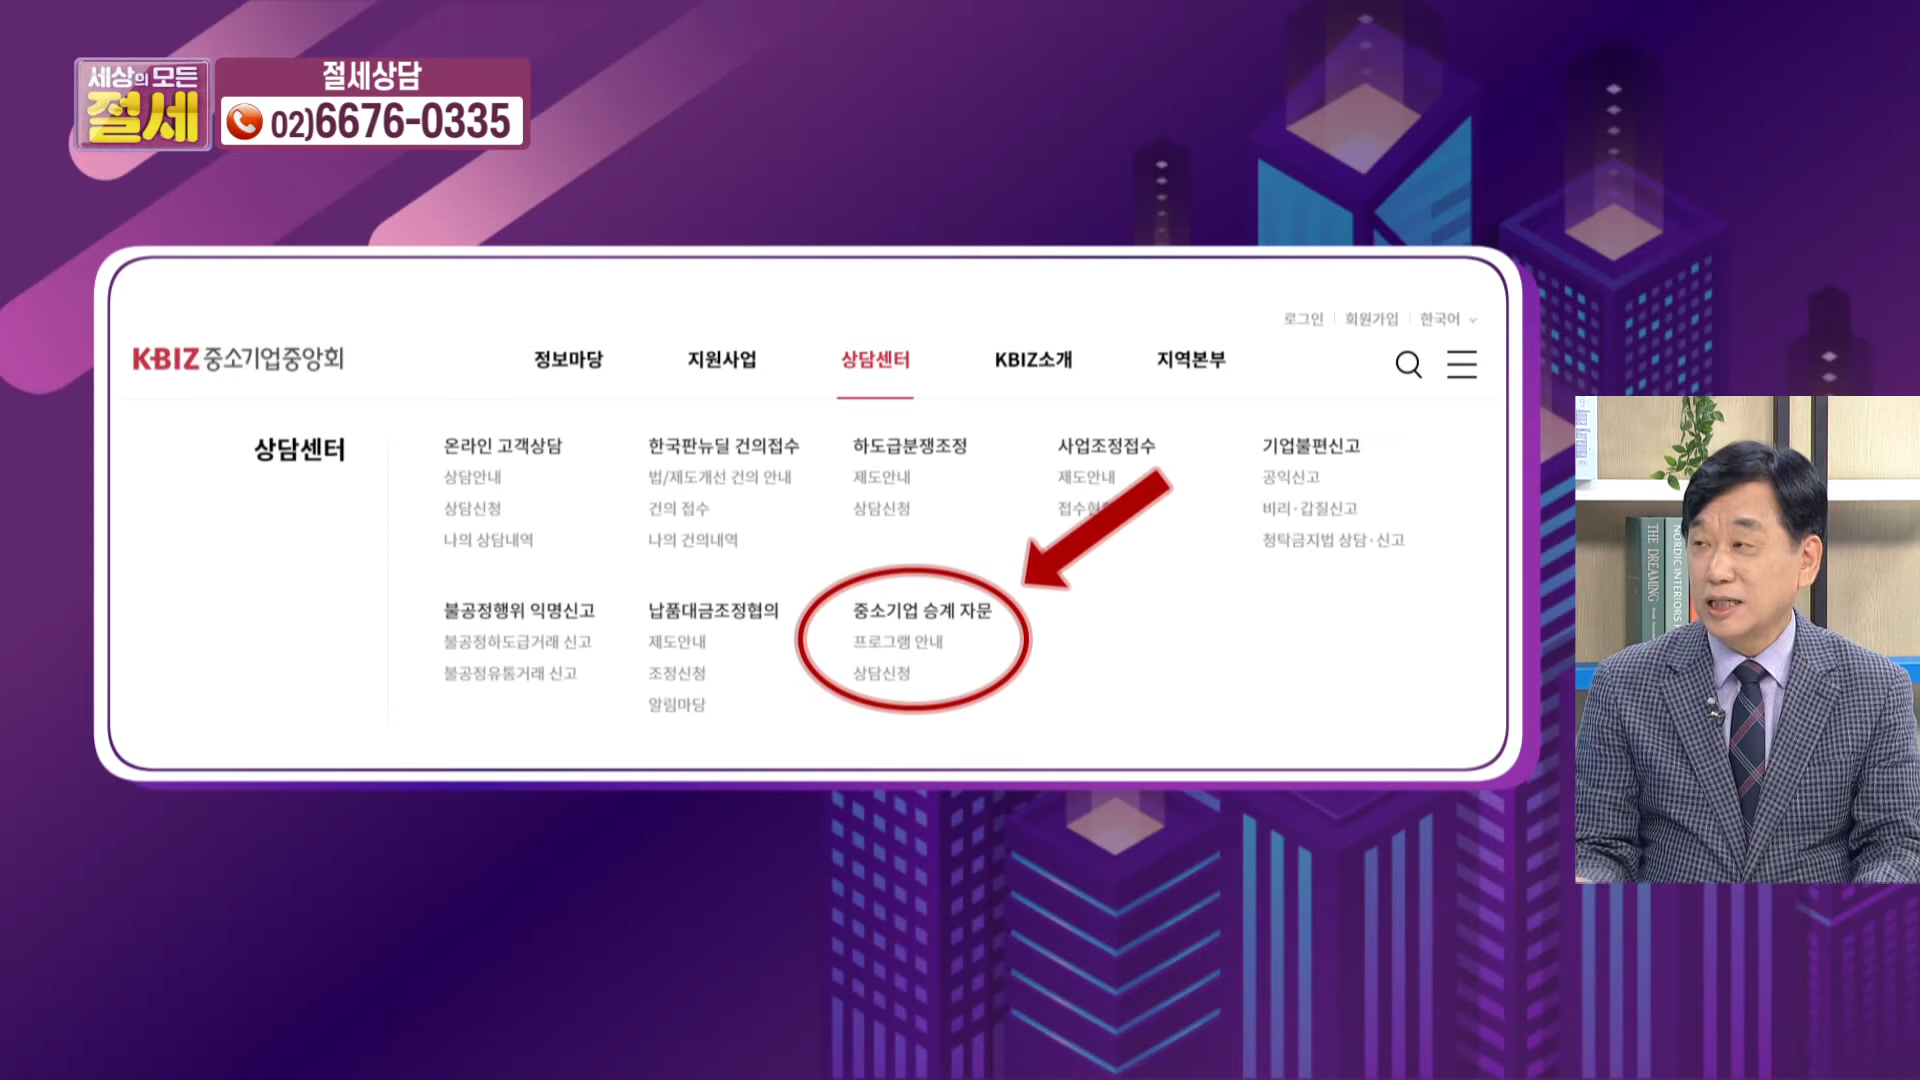 세상의 모든
절세
절세상담
02)6676-0335
로그인 회원가입 한국어
K-BIZ 중소기업중앙회
정보마당 지원사업 상담센터 KBIZ소개 지역본부
상담센터
온라인 고객상담
상담안내
상담신청
나의 상담내역
한국판뉴딜 건의접수
법/제도개선 건의 안내
건의 접수
나의 건의내역
하도급분쟁조정
제도안내
상담신청
사업조정접수
제도안내
기업불편신고
공익신고
비리·갑질신고
청탁금지법 상담·신고
불공정행위 익명신고
불공정하도급거래 신고
불공정유통거래 신고
납품대금조정협의
제도안내
조정신청
알림마당
중소기업 승계 자문
프로그램 안내
상담신청
THE DREAMING
NORDIC INTERIORS